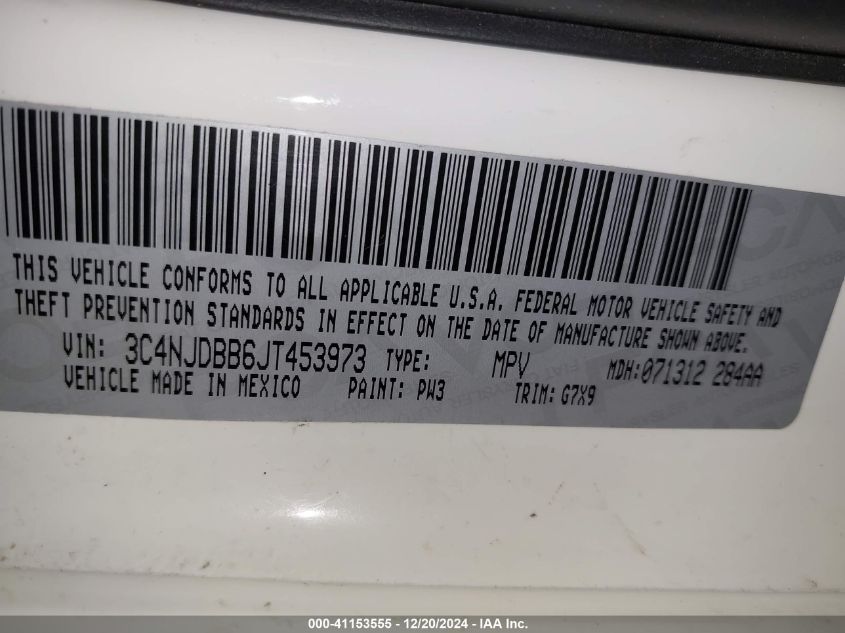 THIS VEHICLE CONFORMS TO ALL APPLICABLE U.S.A. FEDERAL MOTOR VEHICLE SAFETY AND
THEFT PREVENTION STANDARDS IN EFFECT ON THE DATE OF MANUFACTURE SHOWN ABOVE.
VIN: 3C4NJDBB6JT453973 TYPE: MPV MDH:071312 284AA
VEHICLE MADE IN MEXICO PAINT: PW3 TRIM: G7X9
000-41153555 - 12/20/2024 - IAA Inc.